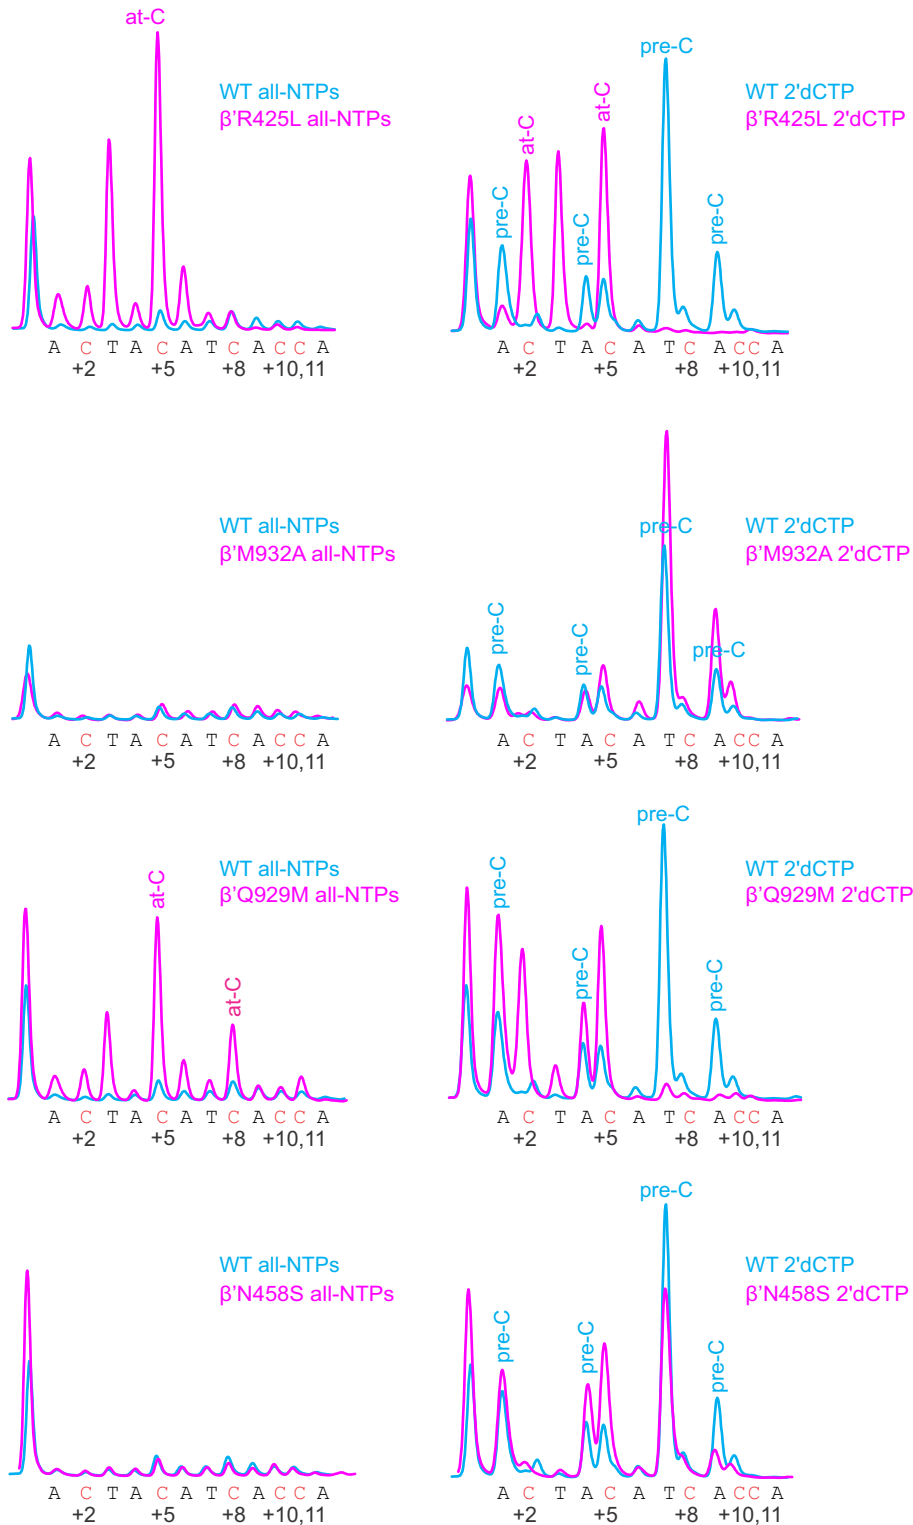 at-C
WT all-NTPs
β'R425L all-NTPs
A C T A C A T C A C C A
+2 +5 +8 +10,11
pre-C
WT 2'dCTP
β'R425L 2'dCTP
pre-C
at-C
pre-C
at-C
pre-C
A C T A C A T C A C C A
+2 +5 +8 +10,11
WT all-NTPs
β'M932A all-NTPs
A C T A C A T C A C C A
+2 +5 +8 +10,11
pre-C
WT 2'dCTP
β'M932A 2'dCTP
pre-C
pre-C
pre-C
A C T A C A T C A C C A
+2 +5 +8 +10,11
WT all-NTPs
β'Q929M all-NTPs
at-C
at-C
A C T A C A T C A C C A
+2 +5 +8 +10,11
pre-C
WT 2'dCTP
β'Q929M 2'dCTP
pre-C
pre-C
pre-C
A C T A C A T C A C C A
+2 +5 +8 +10,11
WT all-NTPs
β'N458S all-NTPs
A C T A C A T C A C C A
+2 +5 +8 +10,11
pre-C
WT 2'dCTP
β'N458S 2'dCTP
pre-C
pre-C
pre-C
A C T A C A T C A C C A
+2 +5 +8 +10,11